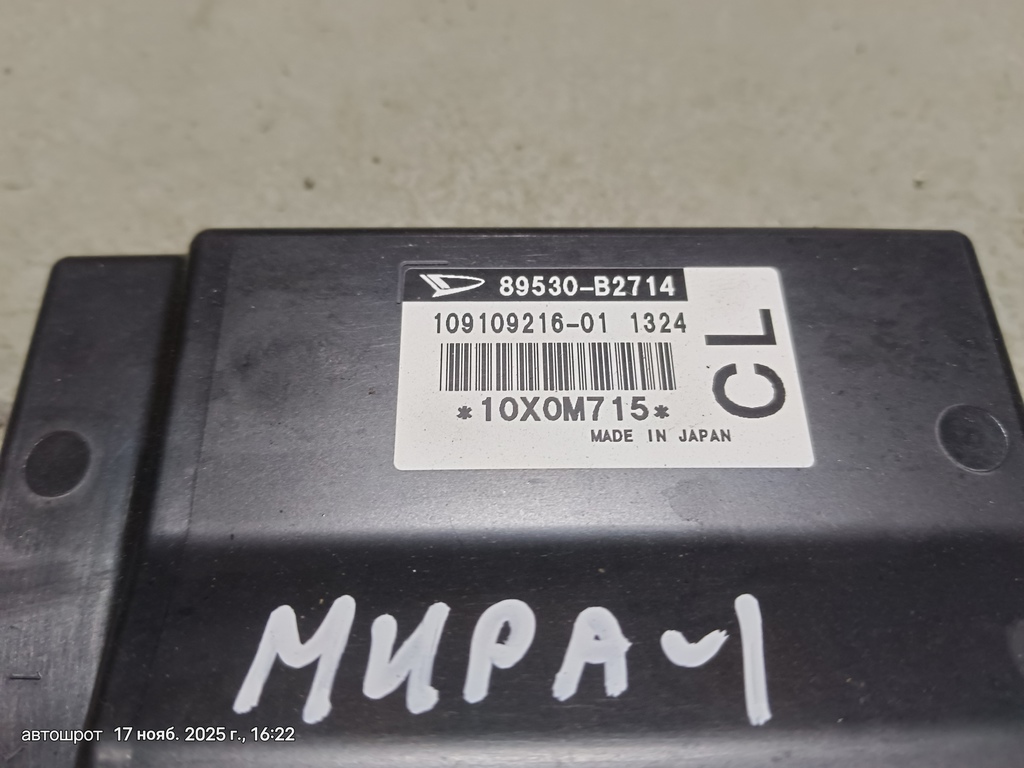 89530-B2714
109109216-01 1324
*10X0M715*
MADE IN JAPAN
CL
МИРА-1
автошрот 17 нояб. 2025 г., 16:22